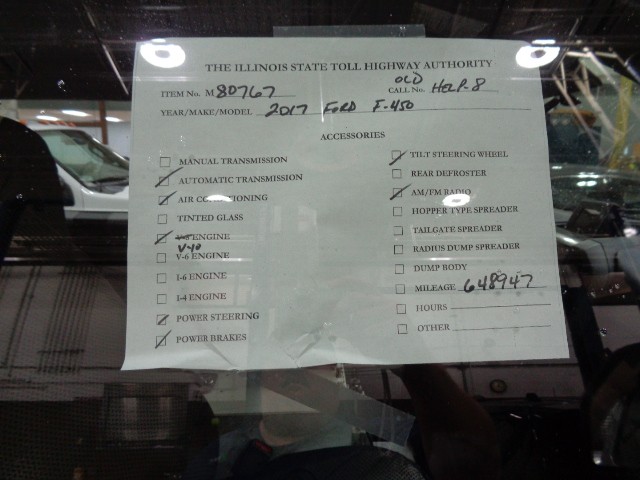 THE ILLINOIS STATE TOLL HIGHWAY AUTHORITY
OLD
ITEM No. M 80767 CALL No. HELP-8
YEAR/MAKE/MODEL 2017 FORD F-450
ACCESSORIES
MANUAL TRANSMISSION
AUTOMATIC TRANSMISSION
AIR CONDITIONING
TINTED GLASS
V-8 ENGINE
V-10
V-6 ENGINE
I-6 ENGINE
I-4 ENGINE
POWER STEERING
POWER BRAKES
TILT STEERING WHEEL
REAR DEFROSTER
AM/FM RADIO
HOPPER TYPE SPREADER
TAILGATE SPREADER
RADIUS DUMP SPREADER
DUMP BODY
MILEAGE 648947
HOURS
OTHER